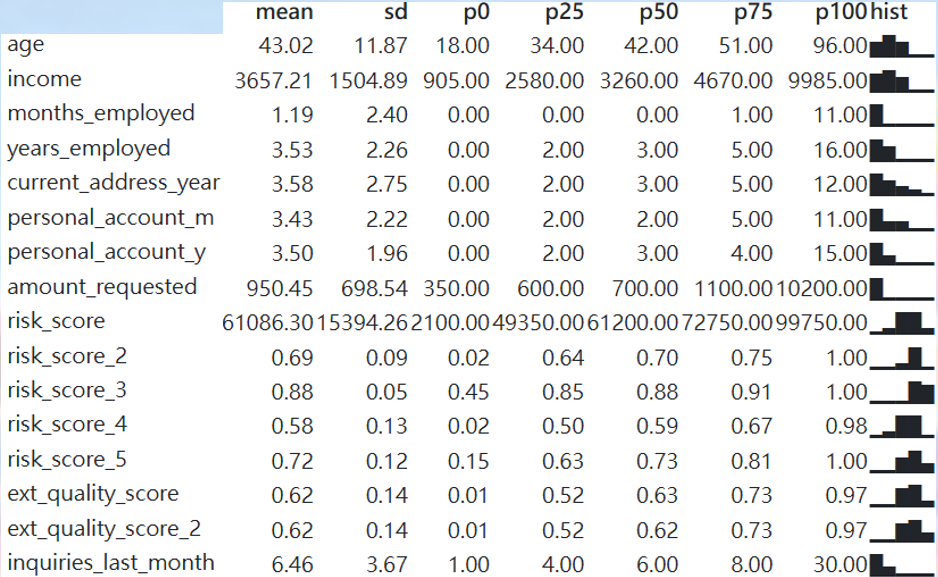 mean sd p0 p25 p50 p75 p100 hist
age 43.02 11.87 18.00 34.00 42.00 51.00 96.00
income 3657.21 1504.89 905.00 2580.00 3260.00 4670.00 9985.00
months_employed 1.19 2.40 0.00 0.00 0.00 1.00 11.00
years_employed 3.53 2.26 0.00 2.00 3.00 5.00 16.00
current_address_year 3.58 2.75 0.00 2.00 3.00 5.00 12.00
personal_account_m 3.43 2.22 0.00 2.00 2.00 5.00 11.00
personal_account_y 3.50 1.96 0.00 2.00 3.00 4.00 15.00
amount_requested 950.45 698.54 350.00 600.00 700.00 1100.00 10200.00
risk_score 61086.30 15394.26 2100.00 49350.00 61200.00 72750.00 99750.00
risk_score_2 0.69 0.09 0.02 0.64 0.70 0.75 1.00
risk_score_3 0.88 0.05 0.45 0.85 0.88 0.91 1.00
risk_score_4 0.58 0.13 0.02 0.50 0.59 0.67 0.98
risk_score_5 0.72 0.12 0.15 0.63 0.73 0.81 1.00
ext_quality_score 0.62 0.14 0.01 0.52 0.63 0.73 0.97
ext_quality_score_2 0.62 0.14 0.01 0.52 0.62 0.73 0.97
inquiries_last_month 6.46 3.67 1.00 4.00 6.00 8.00 30.00